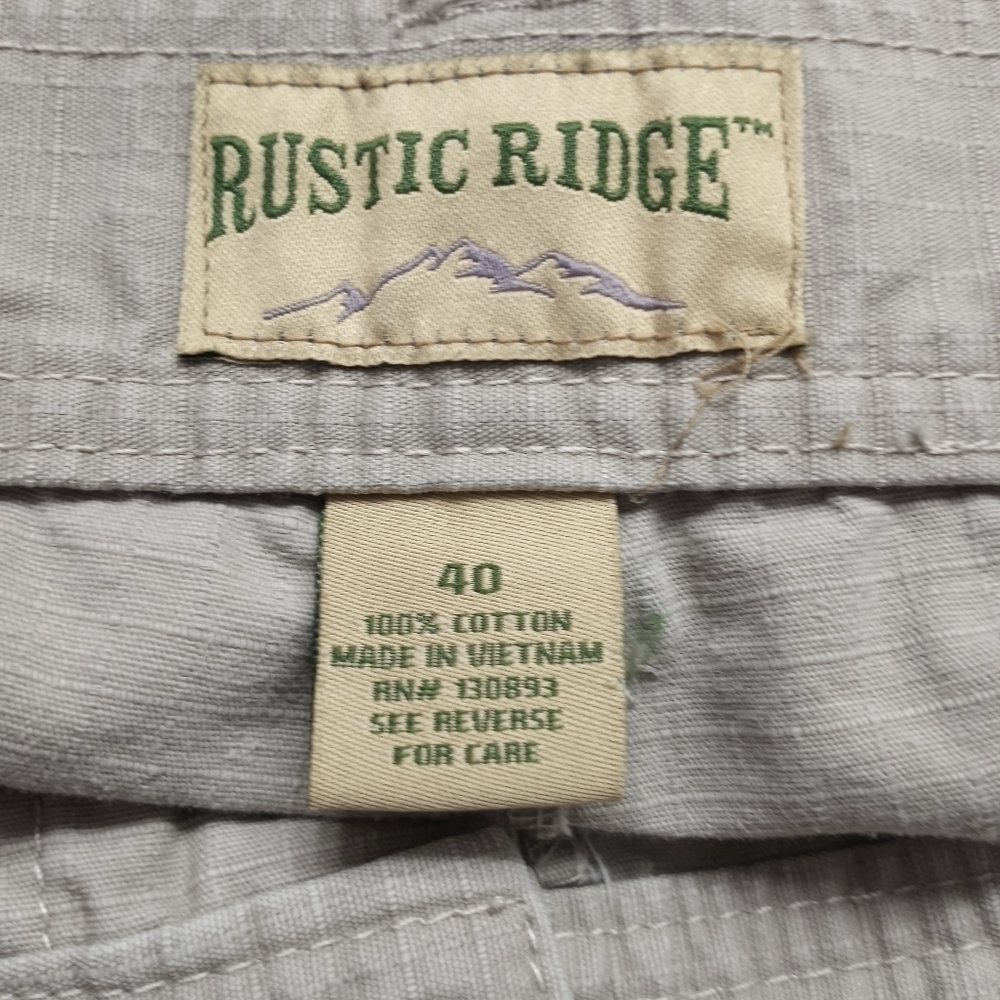 RUSTIC RIDGE™
40
100% COTTON
MADE IN VIETNAM
RN# 130893
SEE REVERSE
FOR CARE